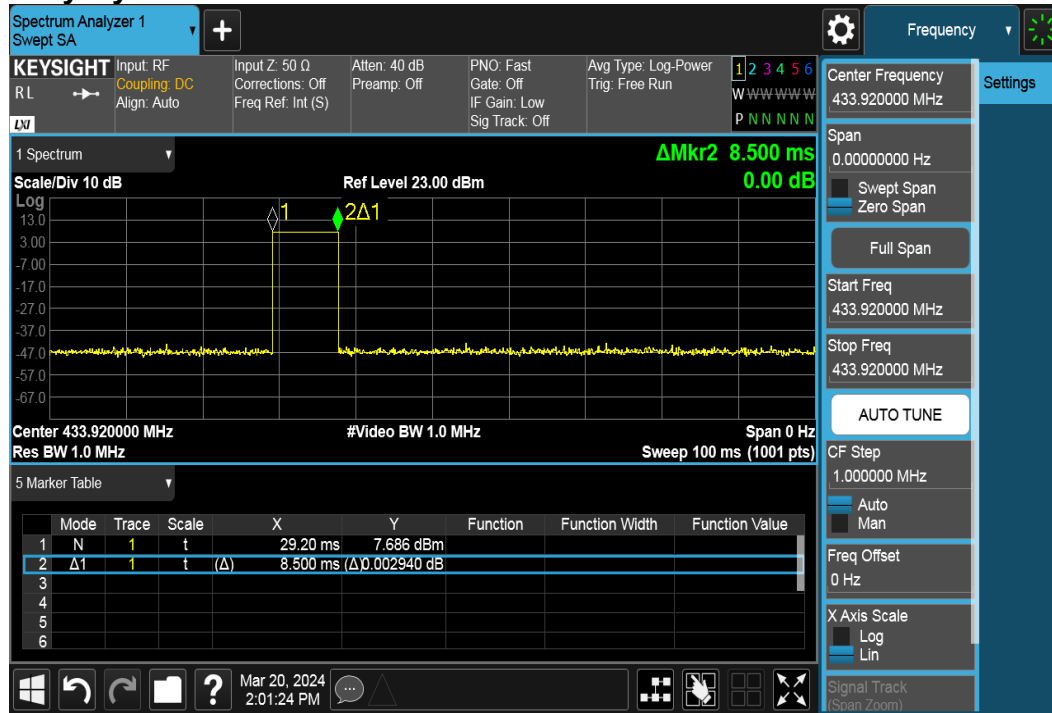 Spectrum Analyzer 1
Swept SA
+
Frequency
KEYSIGHT
RL
LXI
Input: RF
Coupling: DC
Align: Auto
Input Z: 50 Ω
Corrections: Off
Freq Ref: Int (S)
Atten: 40 dB
Preamp: Off
PNO: Fast
Gate: Off
IF Gain: Low
Sig Track: Off
Avg Type: Log-Power
Trig: Free Run
1 2 3 4 5 6
W W W W W W
P N N N N N
1 Spectrum
ΔMkr2 8.500 ms
Scale/Div 10 dB
Ref Level 23.00 dBm
0.00 dB
Log
1
2Δ1
13.0
3.00
-7.00
-17.0
-27.0
-37.0
-47.0
-57.0
-67.0
Center 433.920000 MHz
#Video BW 1.0 MHz
Span 0 Hz
Res BW 1.0 MHz
Sweep 100 ms (1001 pts)
5 Marker Table
Mode Trace Scale X Y Function Function Width Function Value
1 N 1 t 29.20 ms 7.686 dBm
2 Δ1 1 t (Δ) 8.500 ms (Δ)0.002940 dB
3
4
5
6
Mar 20, 2024
2:01:24 PM
?
Center Frequency
433.920000 MHz
Settings
Span
0.00000000 Hz
Swept Span
Zero Span
Full Span
Start Freq
433.920000 MHz
Stop Freq
433.920000 MHz
AUTO TUNE
CF Step
1.000000 MHz
Auto
Man
Freq Offset
0 Hz
X Axis Scale
Log
Lin
Signal Track
(Span Zoom)